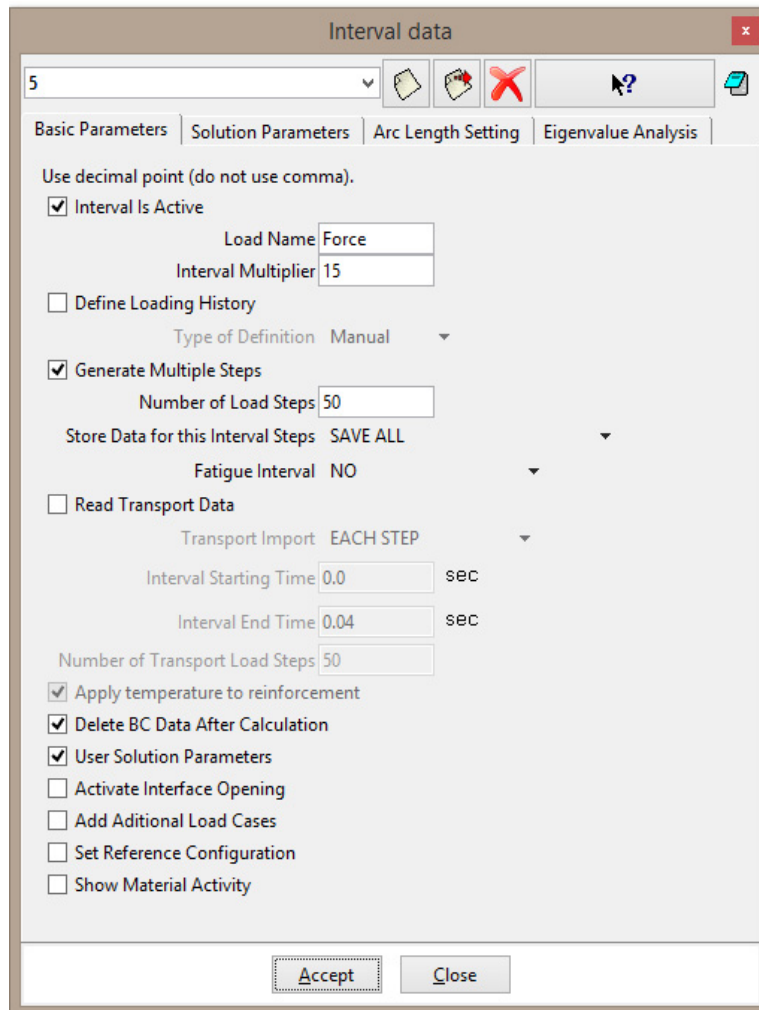 Interval data
x
5
?
Basic Parameters Solution Parameters Arc Length Setting Eigenvalue Analysis
Use decimal point (do not use comma).
Interval Is Active
Load Name Force
Interval Multiplier 15
Define Loading History
Type of Definition Manual
Generate Multiple Steps
Number of Load Steps 50
Store Data for this Interval Steps SAVE ALL
Fatigue Interval NO
Read Transport Data
Transport Import EACH STEP
Interval Starting Time 0.0 sec
Interval End Time 0.04 sec
Number of Transport Load Steps 50
Apply temperature to reinforcement
Delete BC Data After Calculation
User Solution Parameters
Activate Interface Opening
Add Aditional Load Cases
Set Reference Configuration
Show Material Activity
Accept Close